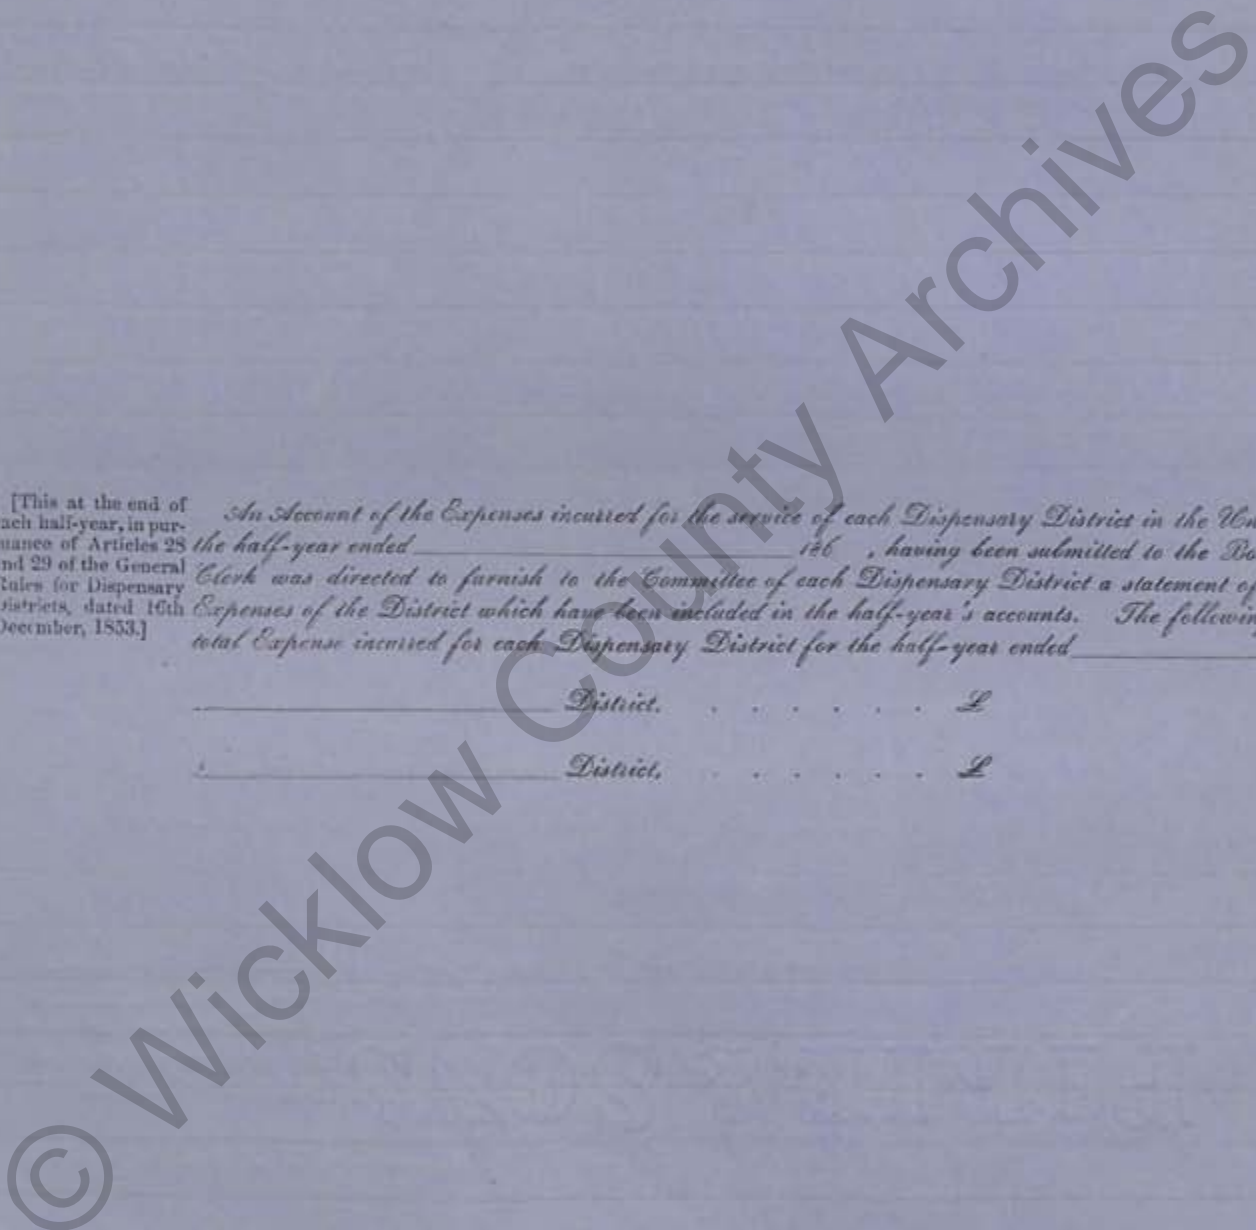 [This at the end of
ach half-year, in pur-
uance of Articles 28
nd 29 of the General
Rules for Dispensary
Districts, dated 16th
December, 1853.]
An Account of the Expenses incurred for the service of each Dispensary District in the Un
the half-year ended 186 , having been submitted to the Bo
Clerk was directed to furnish to the Committee of each Dispensary District a statement of
Expenses of the District which have been included in the half-year's accounts. The followin
total Expense incurred for each Dispensary District for the half-year ended
District. . . . . . . £
District, . . . . . . £
© Wicklow County Archives